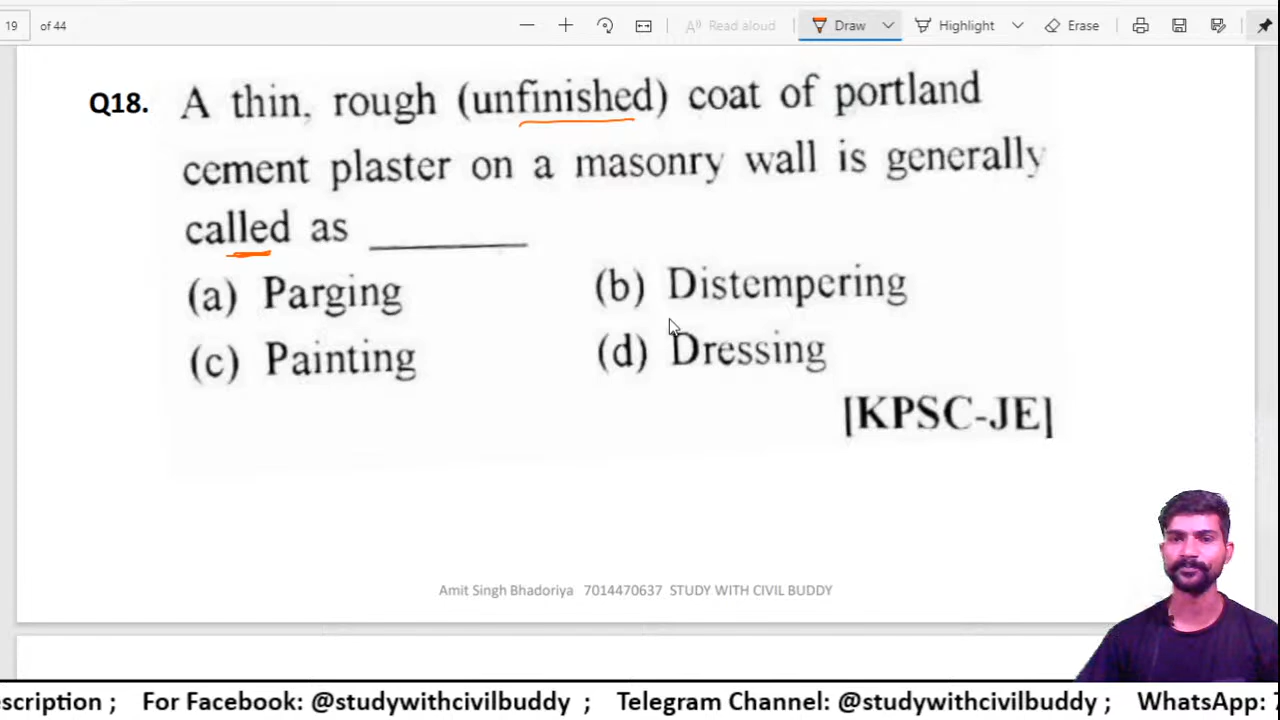 19 of 44 Read aloud Draw Highlight Erase
Q18. A thin, rough (unfinished) coat of portland
cement plaster on a masonry wall is generally
called as ________
(a) Parging (b) Distempering
(c) Painting (d) Dressing
[KPSC-JE]
Amit Singh Bhadoriya 7014470637 STUDY WITH CIVIL BUDDY
scription ; For Facebook: @studywithcivilbuddy ; Telegram Channel: @studywithcivilbuddy ; WhatsApp: 7